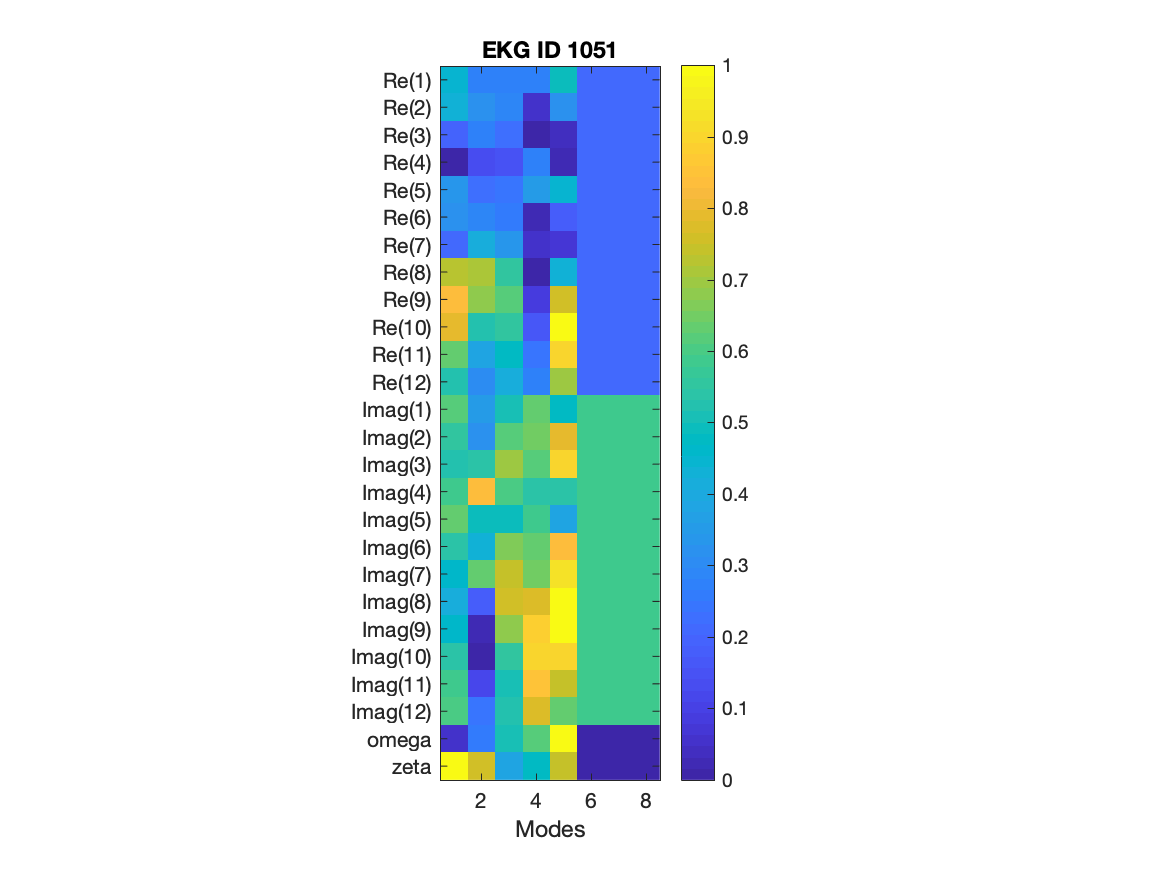 EKG ID 1051
Re(1)
Re(2)
Re(3)
Re(4)
Re(5)
Re(6)
Re(7)
Re(8)
Re(9)
Re(10)
Re(11)
Re(12)
Imag(1)
Imag(2)
Imag(3)
Imag(4)
Imag(5)
Imag(6)
Imag(7)
Imag(8)
Imag(9)
Imag(10)
Imag(11)
Imag(12)
omega
zeta
2 4 6 8
Modes
1
0.9
0.8
0.7
0.6
0.5
0.4
0.3
0.2
0.1
0